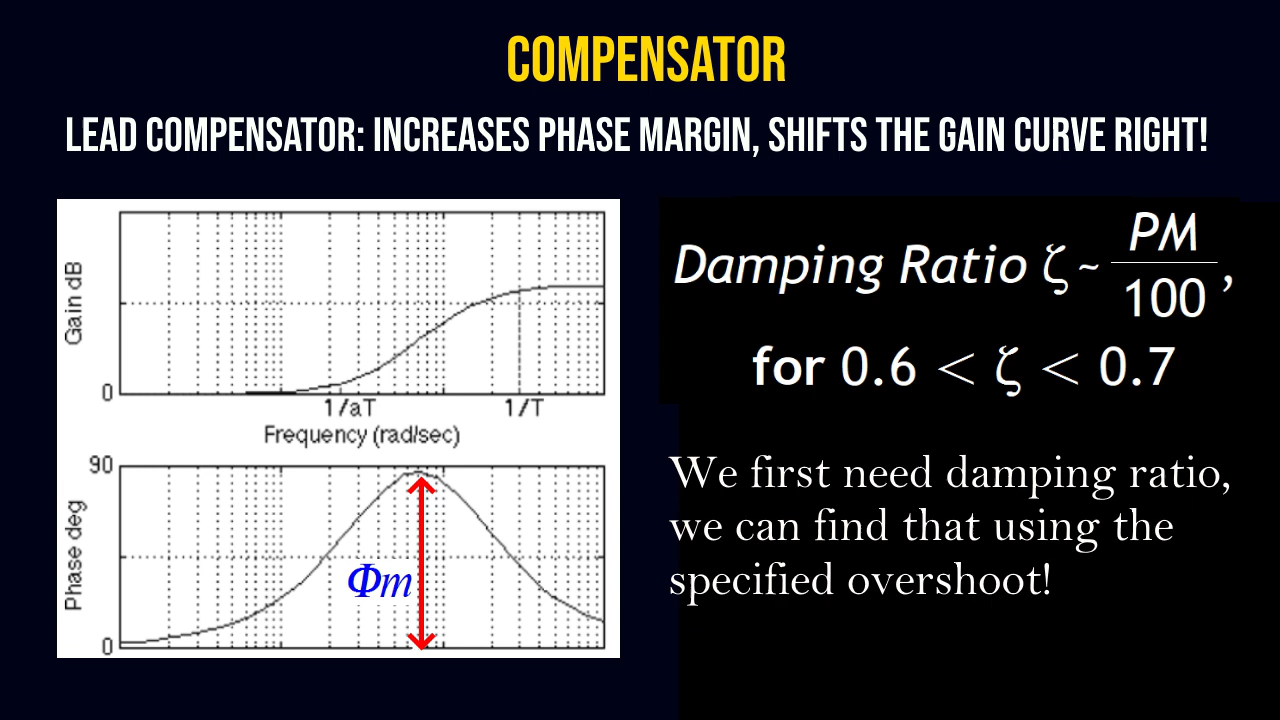 COMPENSATOR
LEAD COMPENSATOR: INCREASES PHASE MARGIN, SHIFTS THE GAIN CURVE RIGHT!
Gain dB
0
1/aT 1/T
Frequency (rad/sec)
90
Phase deg
Φm
0
Damping Ratio ζ ~ PM/100,
for 0.6 < ζ < 0.7
We first need damping ratio,
we can find that using the
specified overshoot!